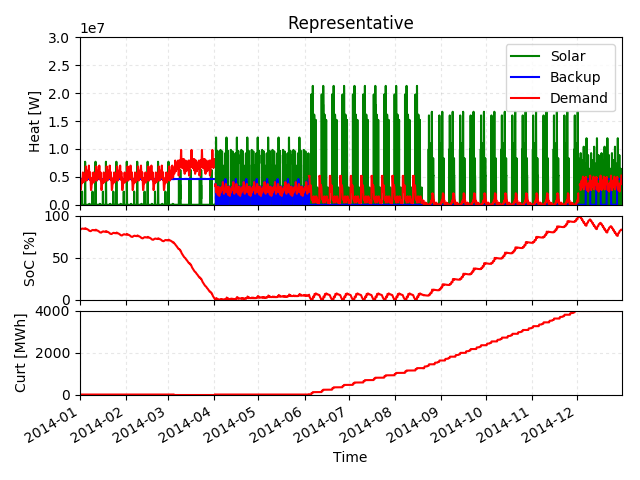 Representative
1e7
3.0
2.5
2.0
1.5
1.0
0.5
0.0
Heat [W]
Solar
Backup
Demand
100
50
0
SoC [%]
4000
2000
0
Curt [MWh]
2014-01
2014-02
2014-03
2014-04
2014-05
2014-06
2014-07
2014-08
2014-09
2014-10
2014-11
2014-12
Time